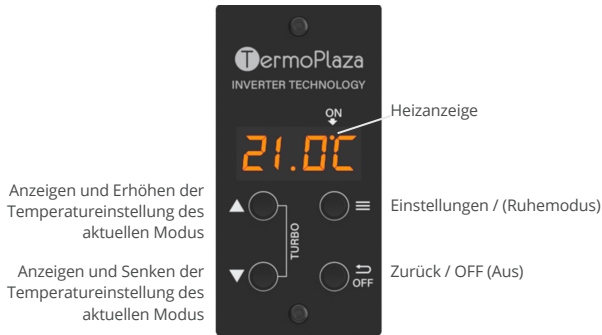 TermoPlaza
INVERTER TECHNOLOGY
ON
Heizanzeige
21.0°C
Anzeigen und Erhöhen der
Temperatureinstellung des
aktuellen Modus
Einstellungen / (Ruhemodus)
TURBO
Anzeigen und Senken der
Temperatureinstellung des
aktuellen Modus
Zurück / OFF (Aus)
OFF